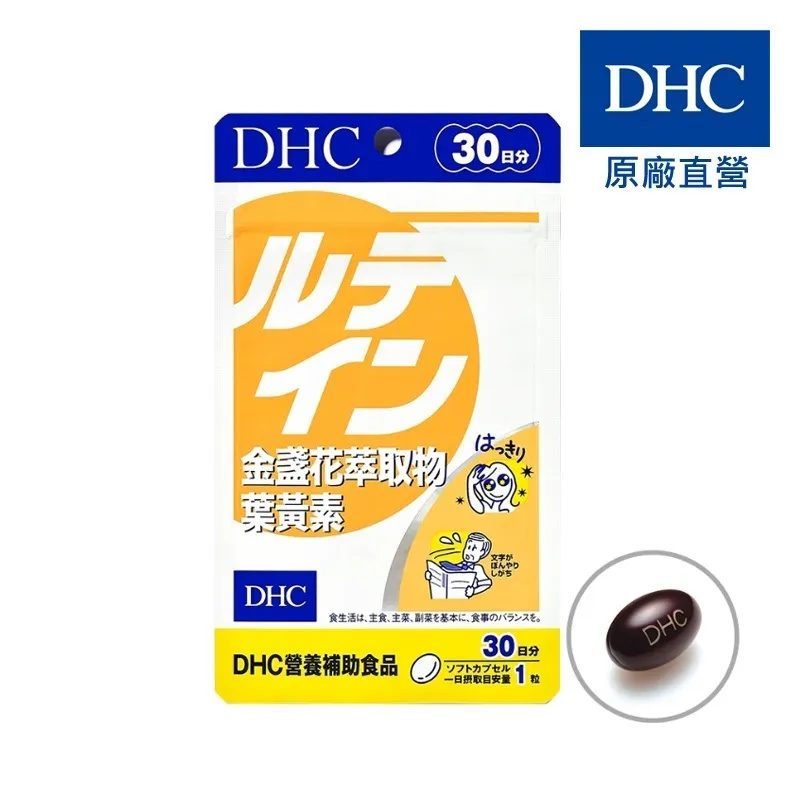 DHC
原廠直營
DHC
30日分
ルテ
イン
金盞花萃取物
葉黃素
はっきり
文字が
ぼんやり
しがち
DHC
食生活は、主食、主菜、副菜を基本に、食事のバランスを。
DHC營養補助食品
30日分
ソフトカプセル
一日摂取目安量1粒
DHC